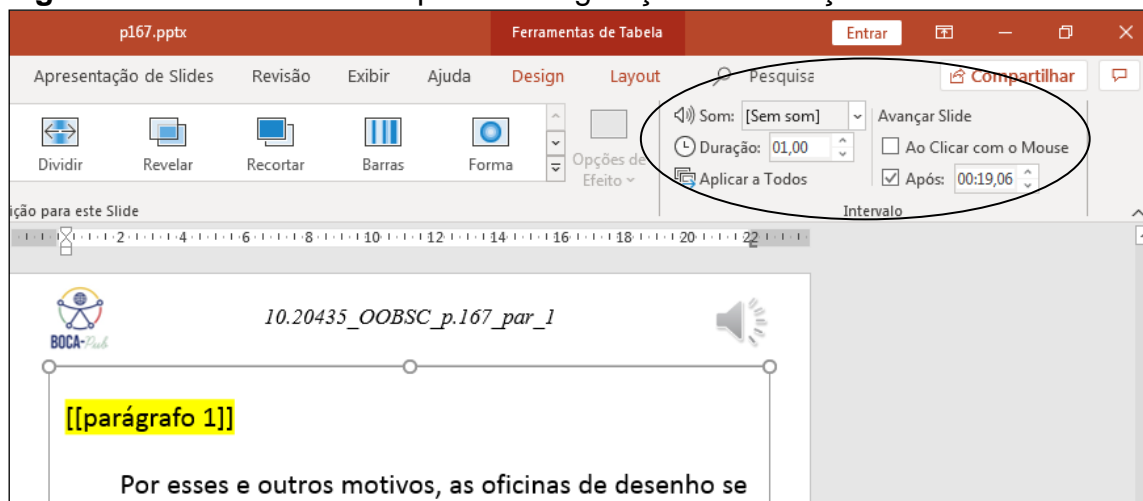 p167.pptx Ferramentas de Tabela Entrar
Apresentação de Slides Revisão Exibir Ajuda Design Layout Pesquisa Compartilhar
Som: [Sem som] Avançar Slide
Duração: 01,00 Ao Clicar com o Mouse
Aplicar a Todos Após: 00:19,06
Dividir Revelar Recortar Barras Forma Opções de
Efeito
ição para este Slide Intervalo
2 4 6 8 10 12 14 16 18 20 22
10.20435_OOBSC_p.167_par_1
BOCA-Pub
[[parágrafo 1]]
Por esses e outros motivos, as oficinas de desenho se